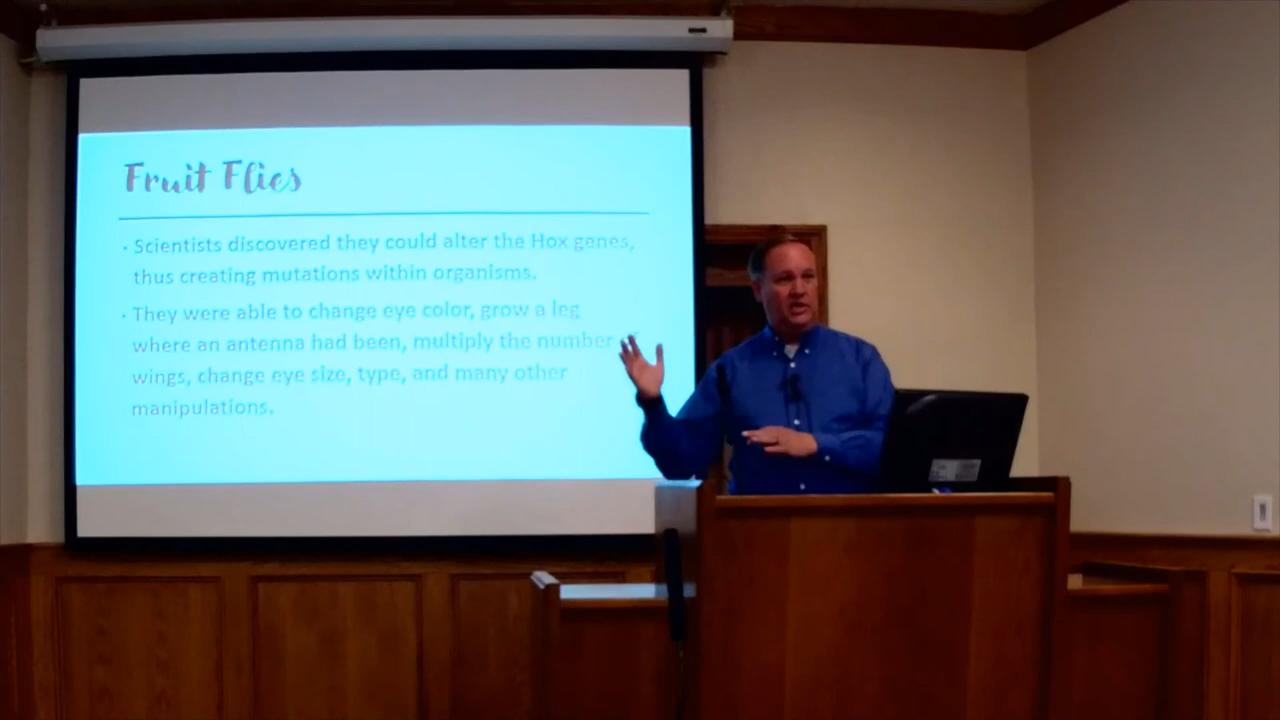 Fruit Flies
• Scientists discovered they could alter the Hox genes,
thus creating mutations within organisms.
• They were able to change eye color, grow a leg
where an antenna had been, multiply the number
wings, change eye size, type, and many other
manipulations.